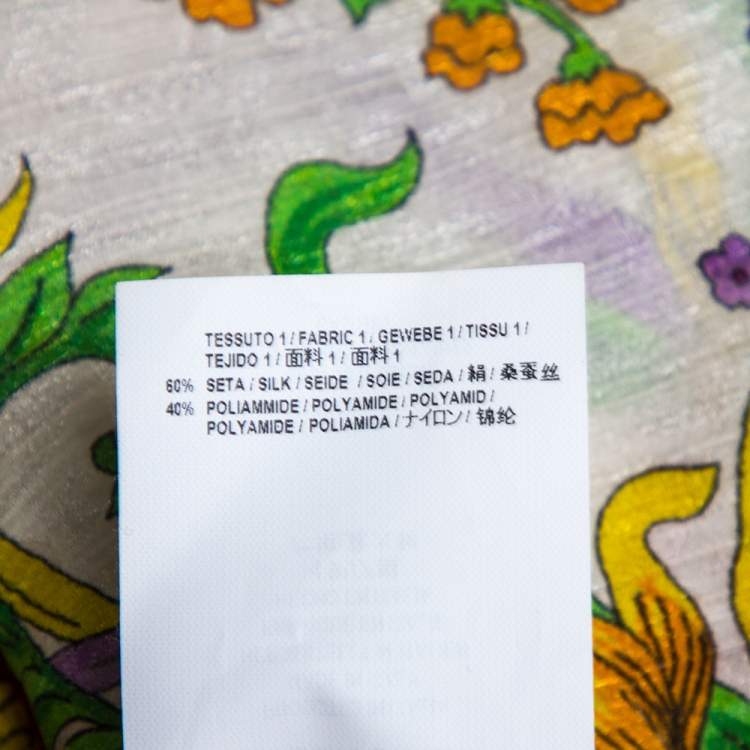 TESSUTO 1 / FABRIC 1 / GEWEBE 1 / TISSU 1 /
TEJIDO 1 / 面料 1 / 面料 1
60% SETA / SILK / SEIDE / SOIE / SEDA / 絹 / 桑蚕丝
40% POLIAMMIDE / POLYAMIDE / POLYAMID /
POLYAMIDE / POLIAMIDA / ナイロン / 锦纶